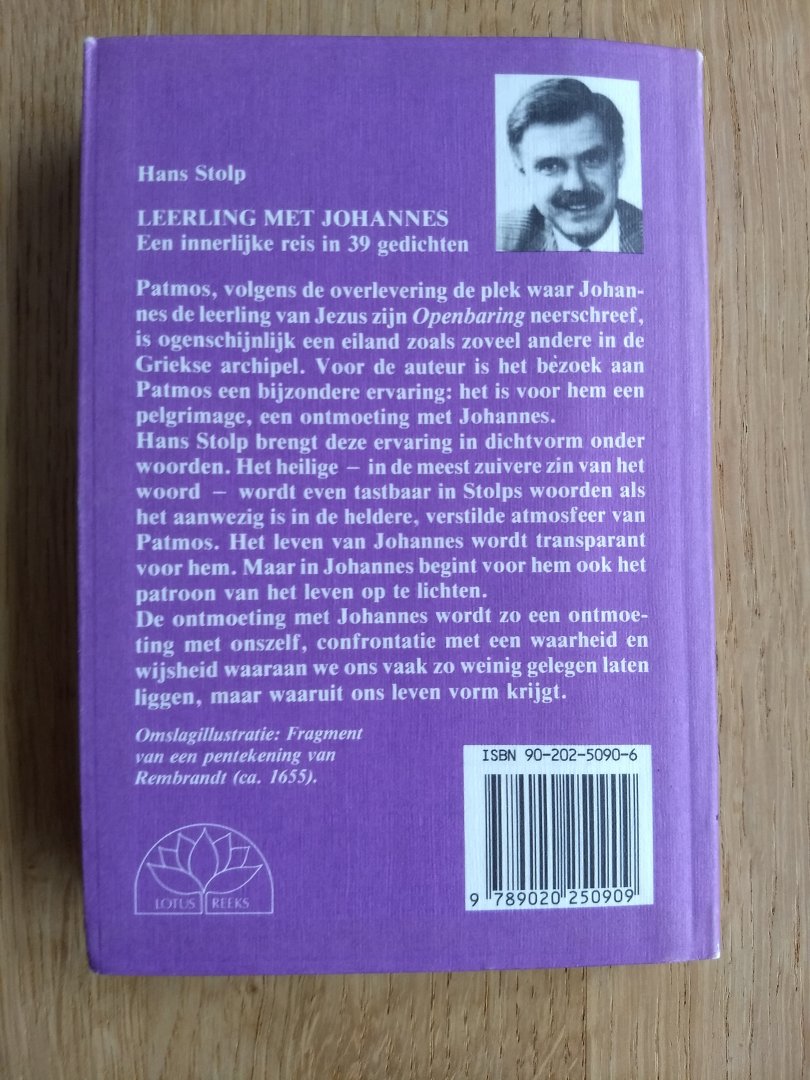 Hans Stolp
LEERLING MET JOHANNES
Een innerlijke reis in 39 gedichten
Patmos, volgens de overlevering de plek waar Johan-
nes de leerling van Jezus zijn Openbaring neerschreef,
is ogenschijnlijk een eiland zoals zoveel andere in de
Griekse archipel. Voor de auteur is het bezoek aan
Patmos een bijzondere ervaring: het is voor hem een
pelgrimage, een ontmoeting met Johannes.
Hans Stolp brengt deze ervaring in dichtvorm onder
woorden. Het heilige – in de meest zuivere zin van het
woord – wordt even tastbaar in Stolps woorden als
het aanwezig is in de heldere, verstilde atmosfeer van
Patmos. Het leven van Johannes wordt transparant
voor hem. Maar in Johannes begint voor hem ook het
patroon van het leven op te lichten.
De ontmoeting met Johannes wordt zo een ontmoe-
ting met onszelf, confrontatie met een waarheid en
wijsheid waaraan we ons vaak zo weinig gelegen laten
liggen, maar waaruit ons leven vorm krijgt.
Omslagillustratie: Fragment
van een pentekening van
Rembrandt (ca. 1655).
ISBN 90-202-5090-6
9 789020 250909
LOTUS REEKS